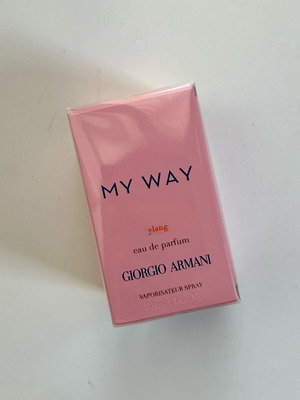 MY WAY
ylang
eau de parfum
GIORGIO ARMANI
VAPORISATEUR SPRAY